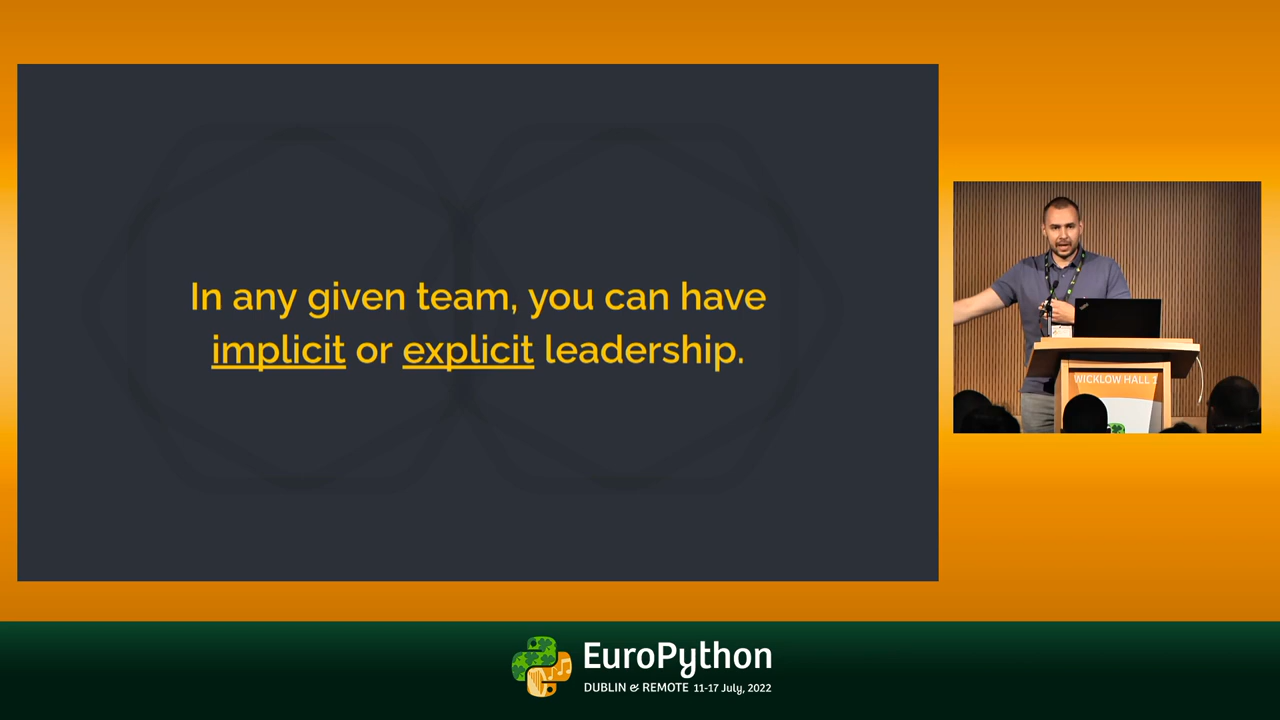 In any given team, you can have
implicit or explicit leadership.
WICKLOW HALL 1
EuroPython
DUBLIN & REMOTE 11-17 July, 2022